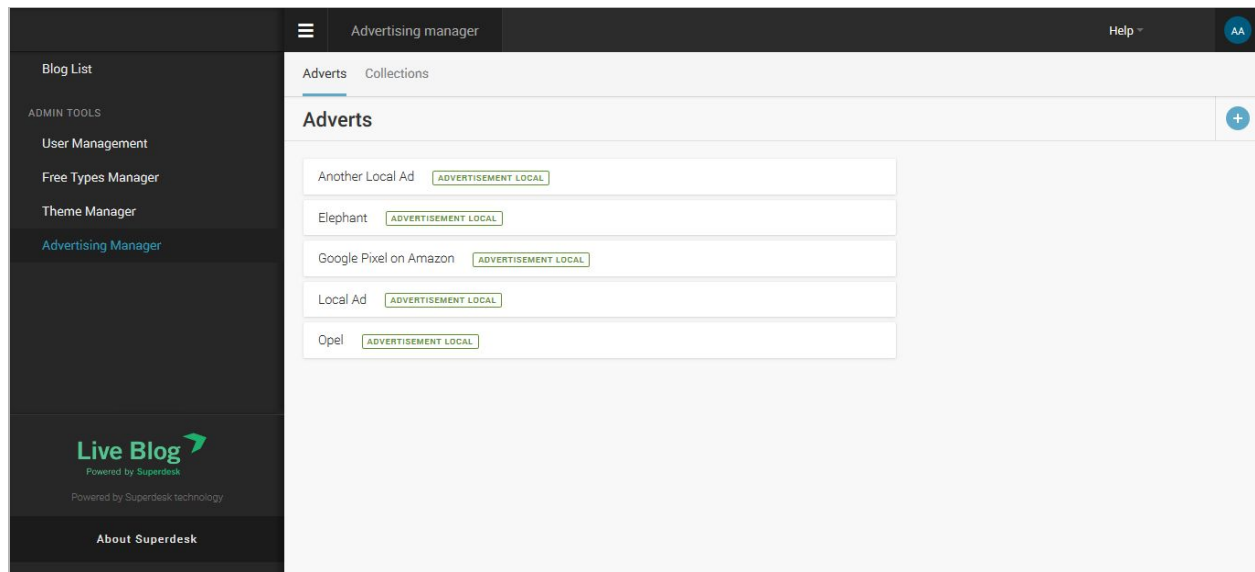 Advertising manager
Help
AA
Blog List
ADMIN TOOLS
User Management
Free Types Manager
Theme Manager
Advertising Manager
Live Blog
Powered by Superdesk
Powered by Superdesk technology
About Superdesk
Adverts Collections
Adverts
Another Local Ad ADVERTISEMENT LOCAL
Elephant ADVERTISEMENT LOCAL
Google Pixel on Amazon ADVERTISEMENT LOCAL
Local Ad ADVERTISEMENT LOCAL
Opel ADVERTISEMENT LOCAL